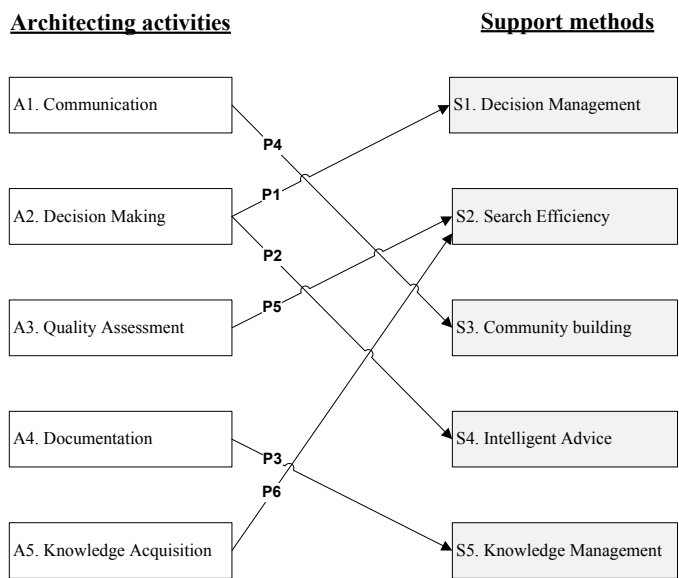 Architecting activities
Support methods
A1. Communication
S1. Decision Management
P4
P1
A2. Decision Making
S2. Search Efficiency
P2
P5
A3. Quality Assessment
S3. Community building
A4. Documentation
S4. Intelligent Advice
P3
P6
A5. Knowledge Acquisition
S5. Knowledge Management